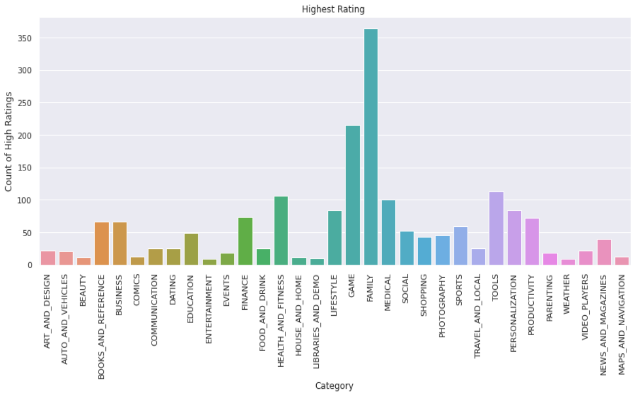 Highest Rating
Count of High Ratings
350
300
250
200
150
100
50
0
ART_AND_DESIGN
AUTO_AND_VEHICLES
BEAUTY
BOOKS_AND_REFERENCE
BUSINESS
COMICS
COMMUNICATION
DATING
EDUCATION
ENTERTAINMENT
EVENTS
FINANCE
FOOD_AND_DRINK
HEALTH_AND_FITNESS
HOUSE_AND_HOME
LIBRARIES_AND_DEMO
LIFESTYLE
GAME
FAMILY
MEDICAL
SOCIAL
SHOPPING
PHOTOGRAPHY
SPORTS
TRAVEL_AND_LOCAL
TOOLS
PERSONALIZATION
PRODUCTIVITY
PARENTING
WEATHER
VIDEO_PLAYERS
NEWS_AND_MAGAZINES
MAPS_AND_NAVIGATION
Category